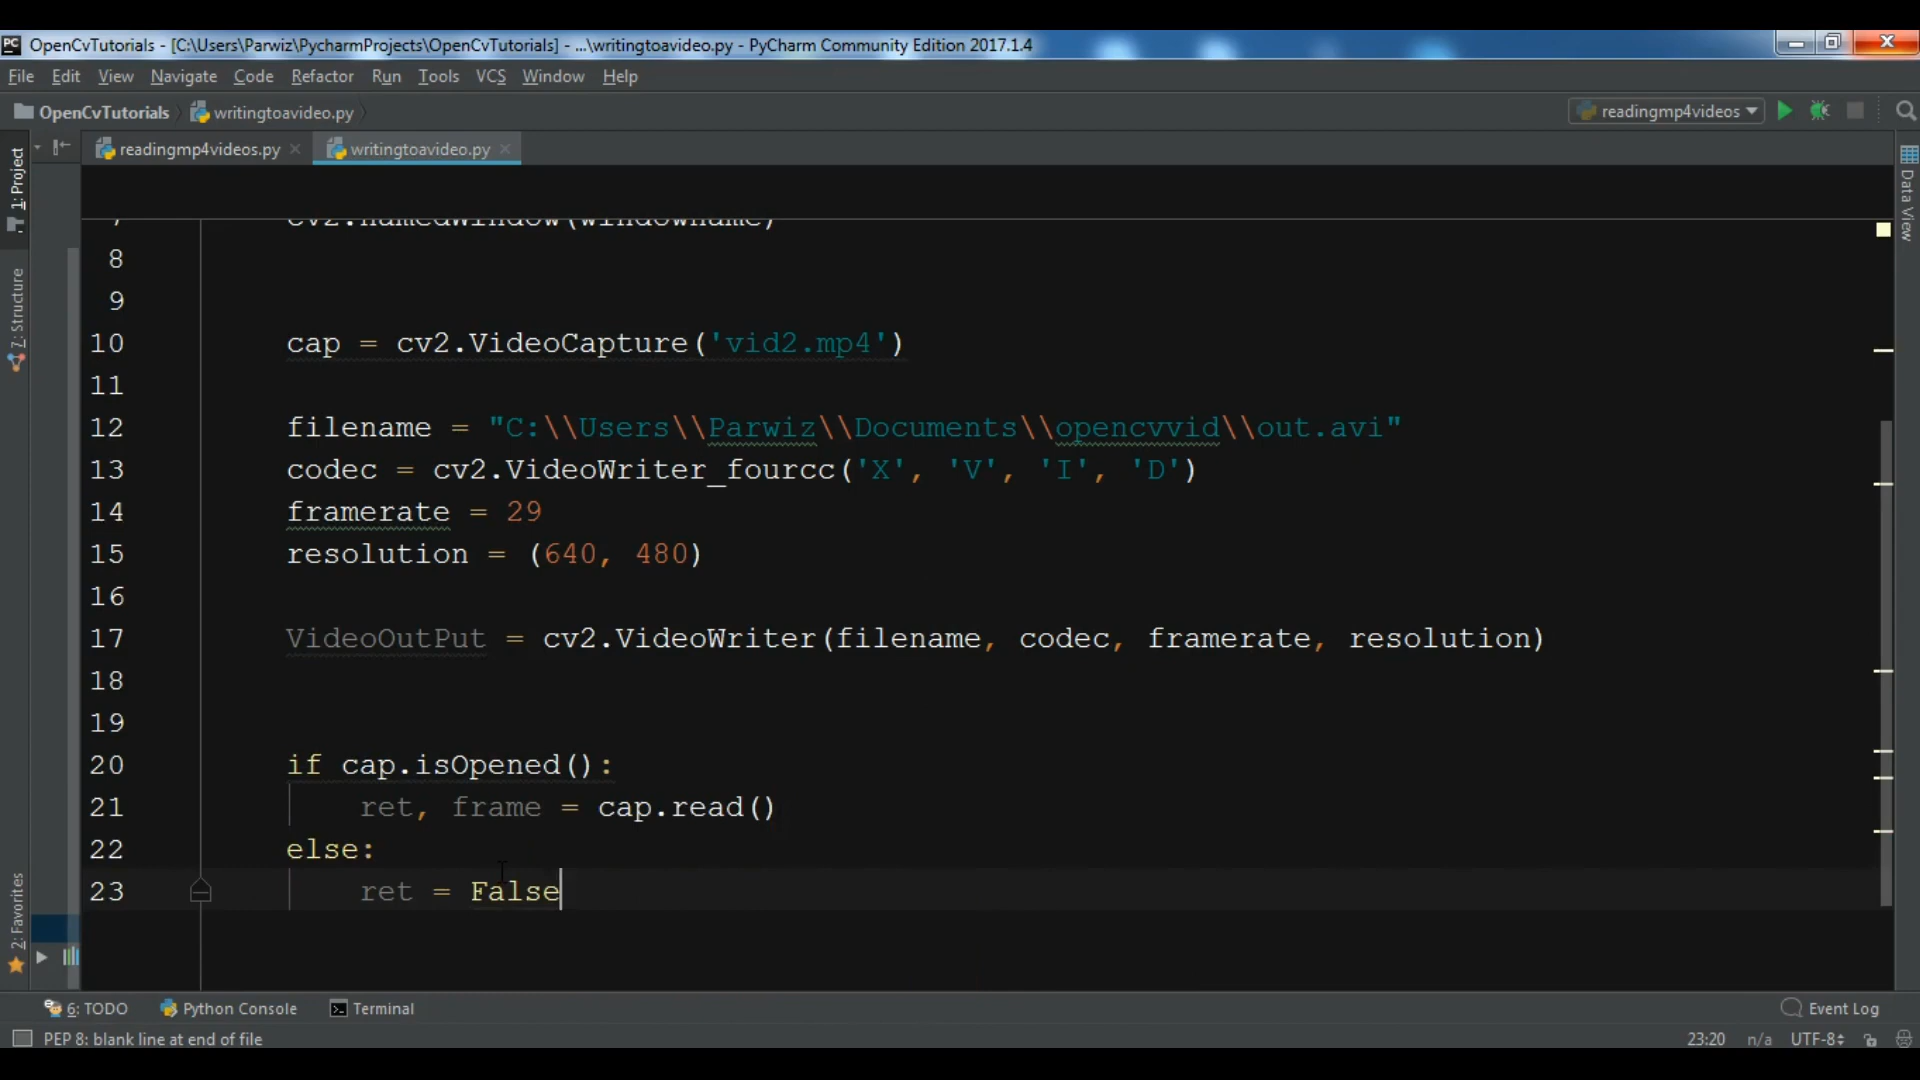 PC OpenCvTutorials - [C:\Users\Parwiz\PycharmProjects\OpenCvTutorials] - ...\writingtoavideo.py - PyCharm Community Edition 2017.1.4
File Edit View Navigate Code Refactor Run Tools VCS Window Help
OpenCvTutorials writingtoavideo.py readingmp4videos
readingmp4videos.py writingtoavideo.py
1: Project
7: Structure
2: Favorites
Data View
7 cv2.namedWindow(windowname)
8
9
10 cap = cv2.VideoCapture('vid2.mp4')
11
12 filename = "C:\\Users\\Parwiz\\Documents\\opencvvid\\out.avi"
13 codec = cv2.VideoWriter_fourcc('X', 'V', 'I', 'D')
14 framerate = 29
15 resolution = (640, 480)
16
17 VideoOutPut = cv2.VideoWriter(filename, codec, framerate, resolution)
18
19
20 if cap.isOpened():
21 ret, frame = cap.read()
22 else:
23 ret = False
6: TODO Python Console Terminal Event Log
PEP 8: blank line at end of file 23:20 n/a UTF-8